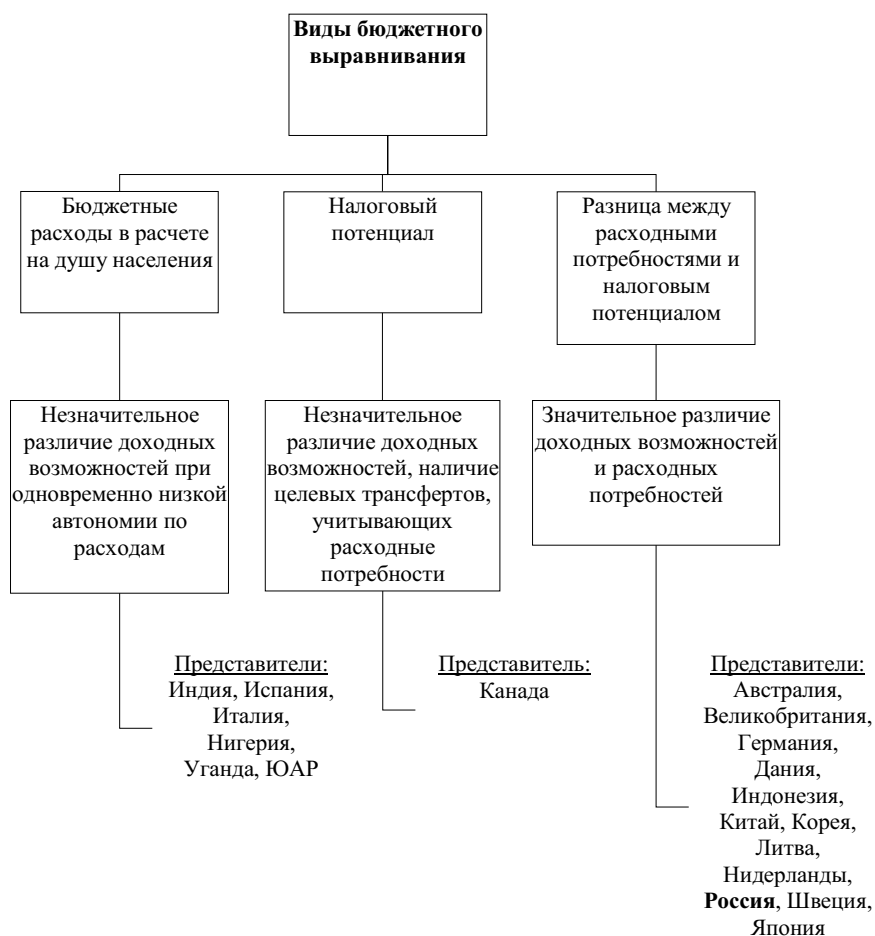 Виды бюджетного
выравнивания
Бюджетные
расходы в расчете
на душу населения
Налоговый
потенциал
Разница между
расходными
потребностями и
налоговым
потенциалом
Незначительное
различие доходных
возможностей при
одновременно низкой
автономии по
расходам
Незначительное
различие доходных
возможностей, наличие
целевых трансфертов,
учитывающих
расходные
потребности
Значительное различие
доходных возможностей
и расходных
потребностей
Представители:
Индия, Испания,
Италия,
Нигерия,
Уганда, ЮАР
Представитель:
Канада
Представители:
Австралия,
Великобритания,
Германия,
Дания,
Индонезия,
Китай, Корея,
Литва,
Нидерланды,
Россия, Швеция,
Япония